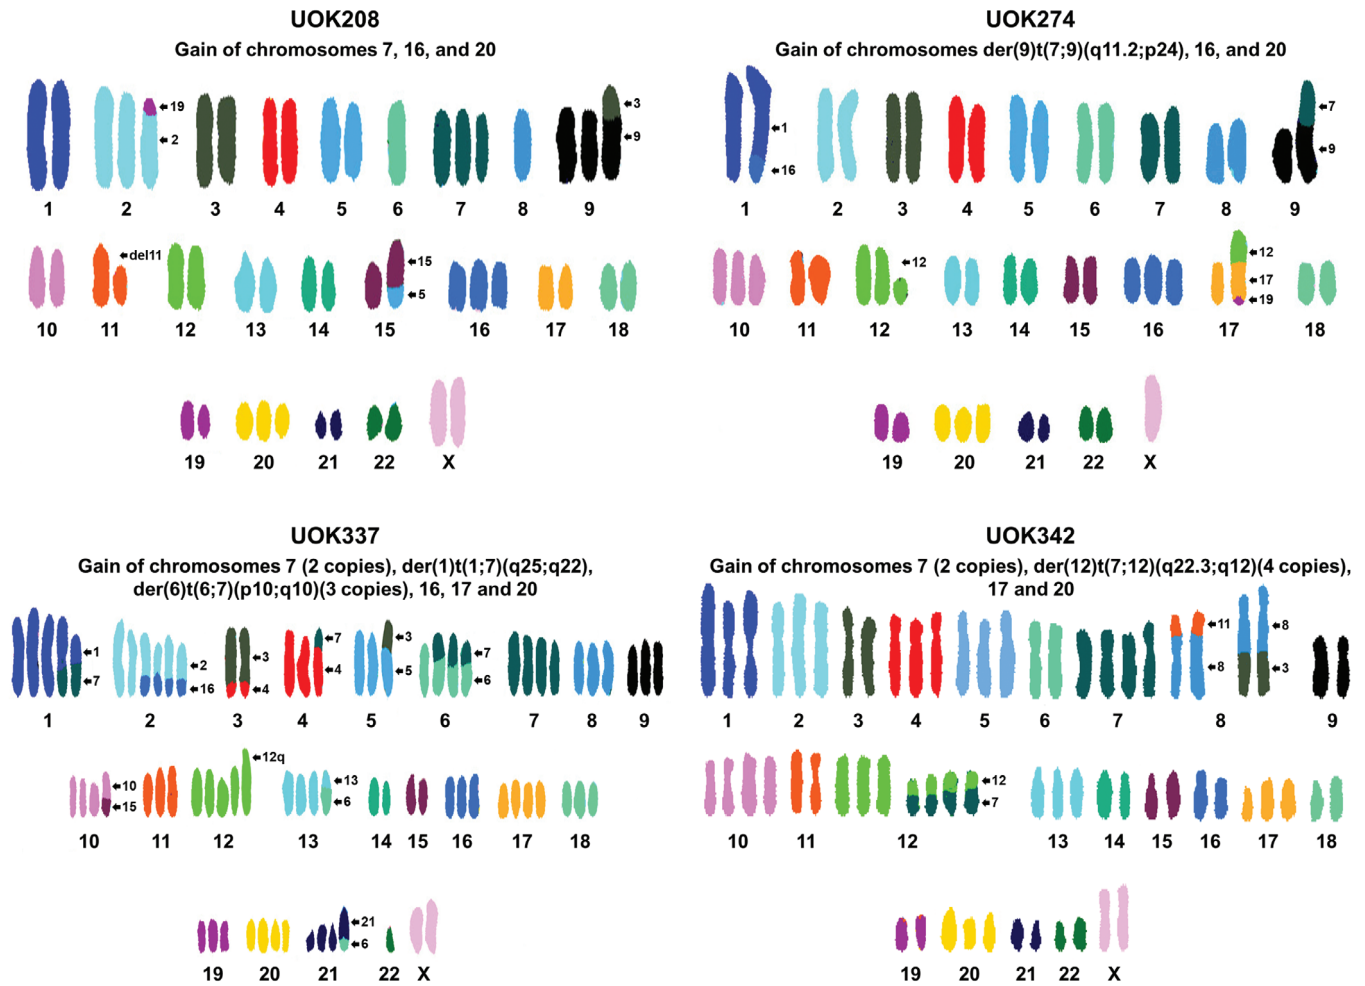 UOK208
Gain of chromosomes 7, 16, and 20
19
2
3
9
1 2 3 4 5 6 7 8 9
del11
15
5
10 11 12 13 14 15 16 17 18
19 20 21 22 X
UOK274
Gain of chromosomes der(9)t(7;9)(q11.2;p24), 16, and 20
1
16
7
9
1 2 3 4 5 6 7 8 9
12
12
17
19
10 11 12 13 14 15 16 17 18
19 20 21 22 X
UOK337
Gain of chromosomes 7 (2 copies), der(1)t(1;7)(q25;q22),
der(6)t(6;7)(p10;q10)(3 copies), 16, 17 and 20
1
7
2
16
3
4
7
4
3
5
7
6
1 2 3 4 5 6 7 8 9
10
15
12q
13
6
10 11 12 13 14 15 16 17 18
21
6
19 20 21 22 X
UOK342
Gain of chromosomes 7 (2 copies), der(12)t(7;12)(q22.3;q12)(4 copies),
17 and 20
11
8
8
3
1 2 3 4 5 6 7 8 9
12
7
10 11 12 13 14 15 16 17 18
19 20 21 22 X